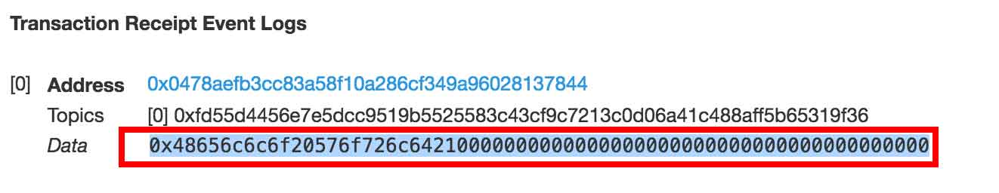 Transaction Receipt Event Logs
[0] Address 0x0478aefb3cc83a58f10a286cf349a96028137844
Topics [0] 0xfd55d4456e7e5dcc9519b5525583c43cf9c7213c0d06a41c488aff5b65319f36
Data 0x48656c6c6f20576f726c64210000000000000000000000000000000000000000